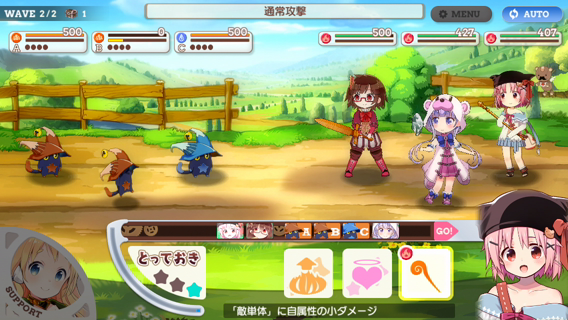 WAVE 2/2 1
通常攻撃
MENU
AUTO
500
A
0
B
500
C
500
427
407
A
B
C
GO!
とっておき
SUPPORT
「敵単体」に自属性の小ダメージ